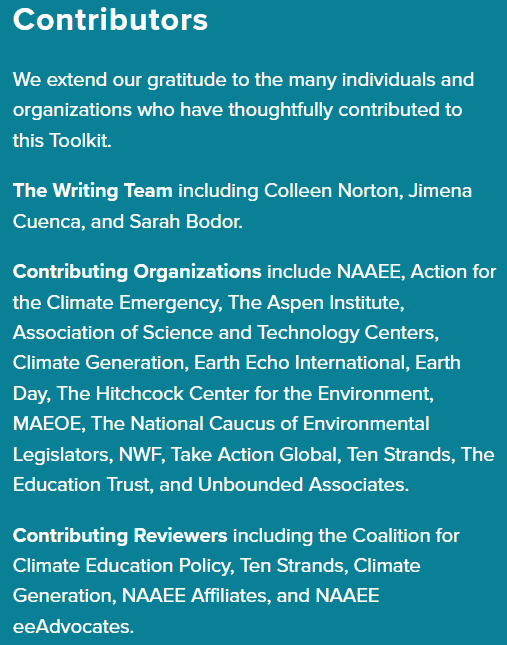 Contributors
We extend our gratitude to the many individuals and
organizations who have thoughtfully contributed to
this Toolkit.
The Writing Team including Colleen Norton, Jimena
Cuenca, and Sarah Bodor.
Contributing Organizations include NAAEE, Action for
the Climate Emergency, The Aspen Institute,
Association of Science and Technology Centers,
Climate Generation, Earth Echo International, Earth
Day, The Hitchcock Center for the Environment,
MAEOE, The National Caucus of Environmental
Legislators, NWF, Take Action Global, Ten Strands, The
Education Trust, and Unbounded Associates.
Contributing Reviewers including the Coalition for
Climate Education Policy, Ten Strands, Climate
Generation, NAAEE Affiliates, and NAAEE
eeAdvocates.